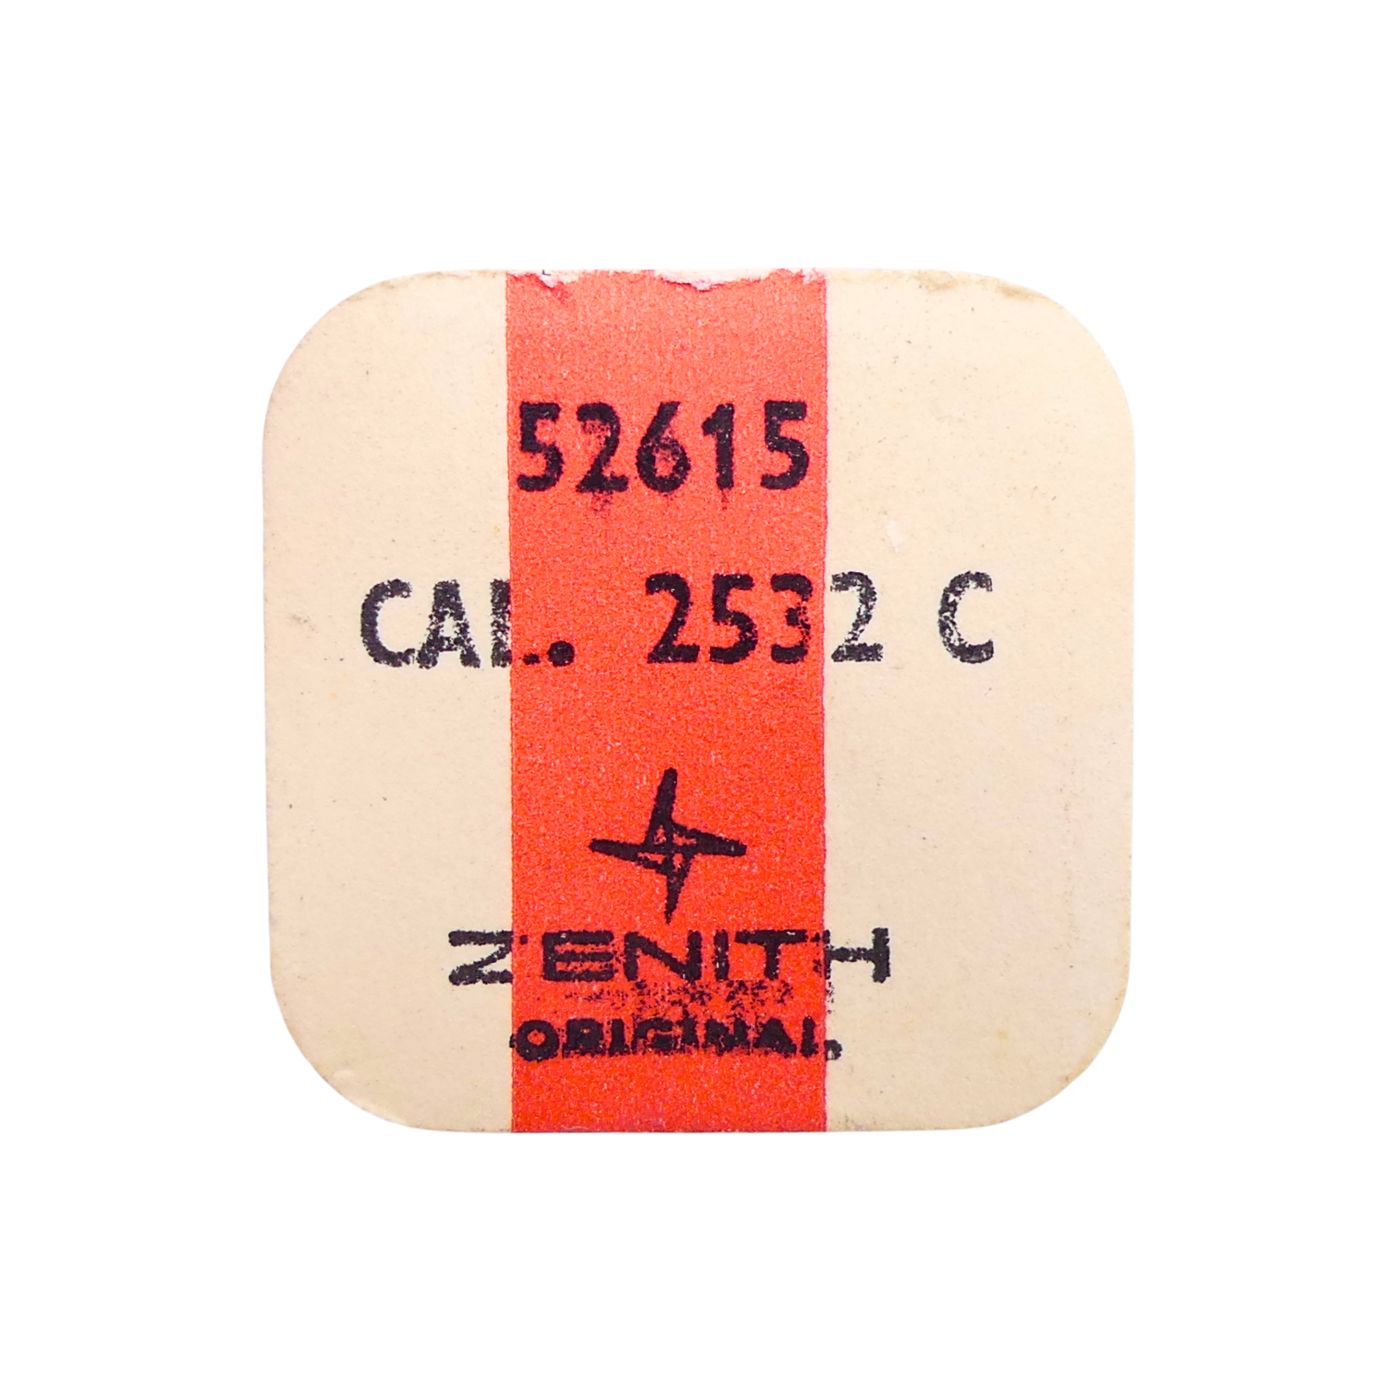 52615
CAL. 2532 C
ZENITH
ORIGINAL